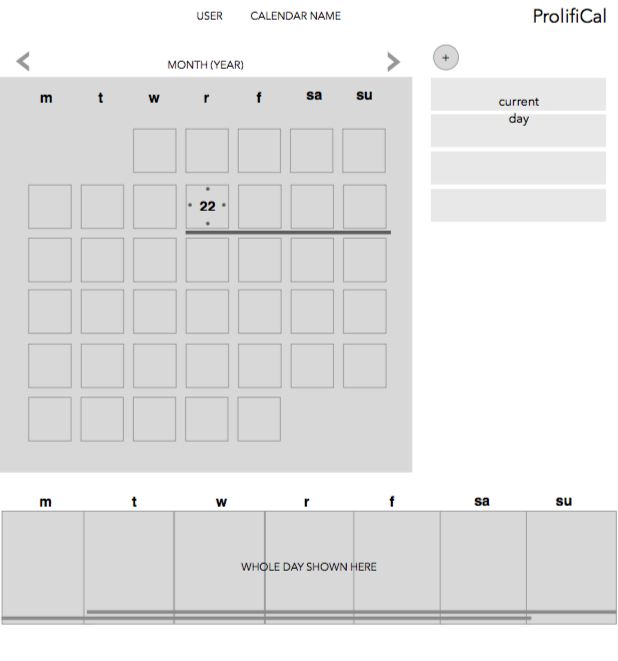 USER CALENDAR NAME
ProlifiCal
MONTH (YEAR)
+
m t w r f sa su
current
day
22
m t w r f sa su
WHOLE DAY SHOWN HERE